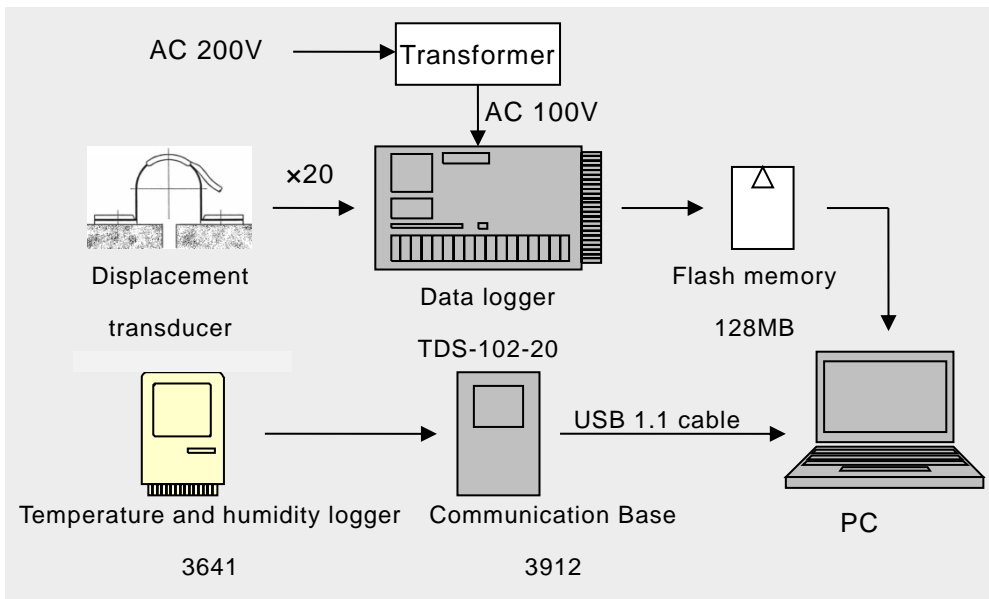 AC 200V
Transformer
AC 100V
×20
Displacement
transducer
Data logger
TDS-102-20
Flash memory
128MB
USB 1.1 cable
Temperature and humidity logger
3641
Communication Base
3912
PC